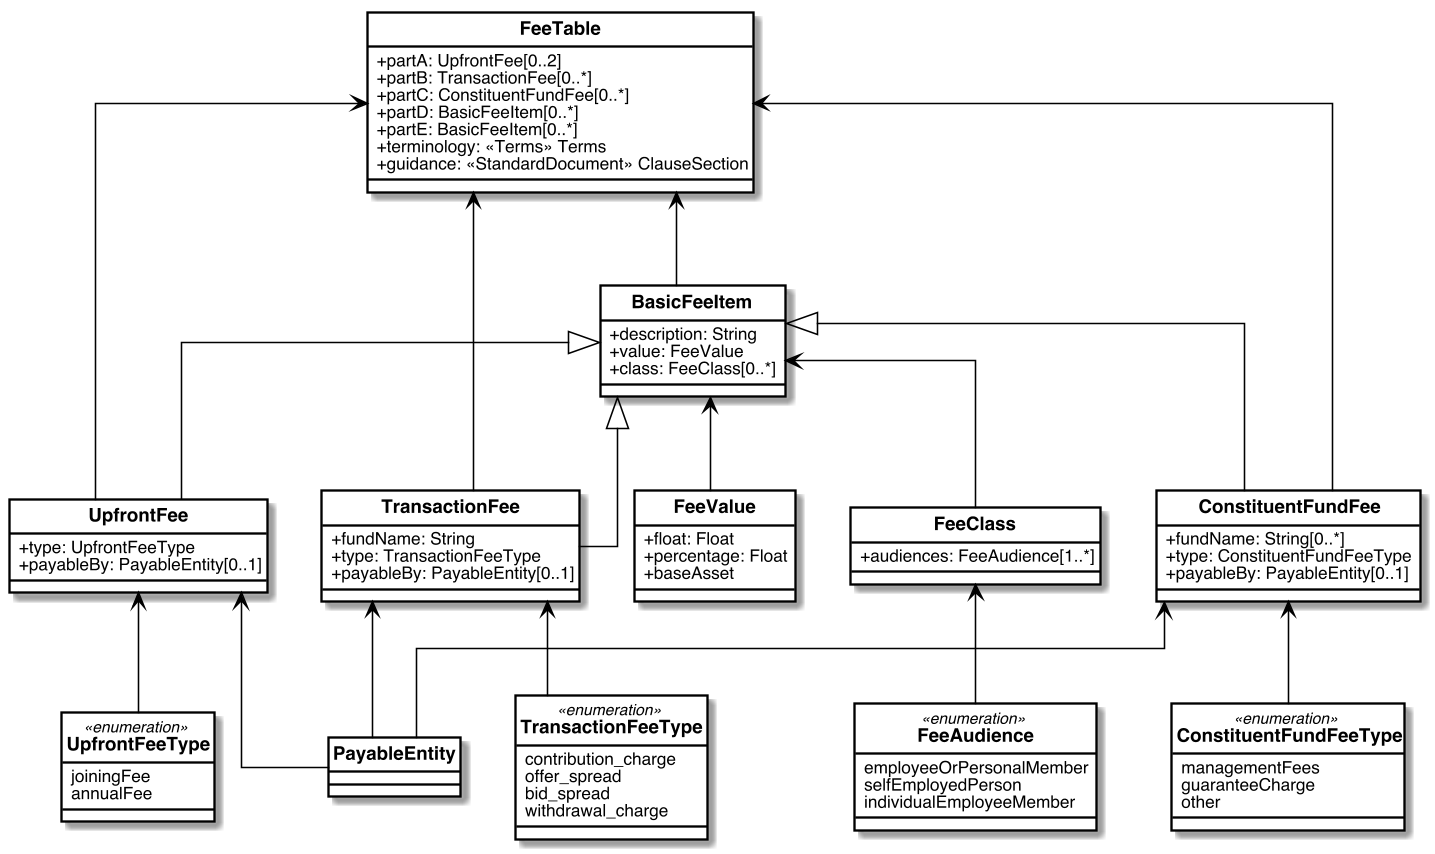 FeeTable
+partA: UpfrontFee[0..2]
+partB: TransactionFee[0..*]
+partC: ConstituentFundFee[0..*]
+partD: BasicFeeItem[0..*]
+partE: BasicFeeItem[0..*]
+terminology: «Terms» Terms
+guidance: «StandardDocument» ClauseSection
BasicFeeItem
+description: String
+value: FeeValue
+class: FeeClass[0..*]
UpfrontFee
+type: UpfrontFeeType
+payableBy: PayableEntity[0..1]
TransactionFee
+fundName: String
+type: TransactionFeeType
+payableBy: PayableEntity[0..1]
FeeValue
+float: Float
+percentage: Float
+baseAsset
FeeClass
+audiences: FeeAudience[1..*]
ConstituentFundFee
+fundName: String[0..*]
+type: ConstituentFundFeeType
+payableBy: PayableEntity[0..1]
«enumeration»
UpfrontFeeType
joiningFee
annualFee
PayableEntity
«enumeration»
TransactionFeeType
contribution_charge
offer_spread
bid_spread
withdrawal_charge
«enumeration»
FeeAudience
employeeOrPersonalMember
selfEmployedPerson
individualEmployeeMember
«enumeration»
ConstituentFundFeeType
managementFees
guaranteeCharge
other